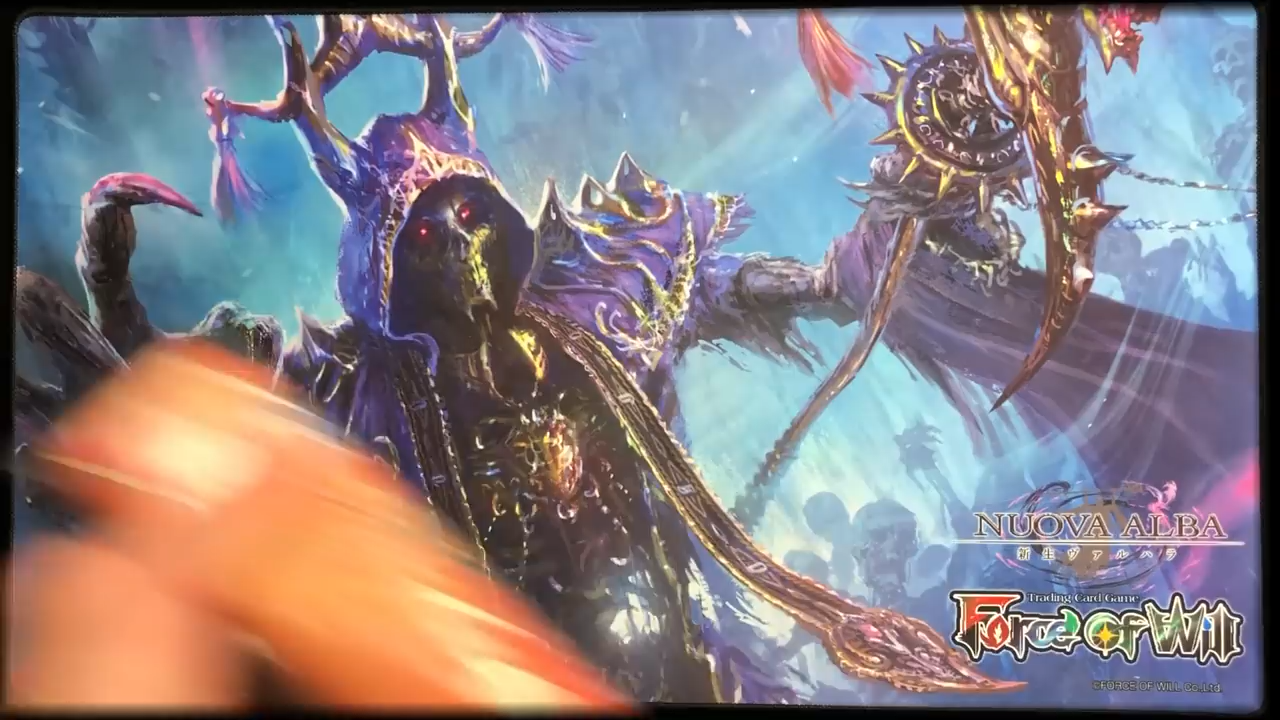 NUOVA ALBA
新生ヴァルハラ
Trading Card Game
Force of Will
©FORCE OF WILL Co.,Ltd.